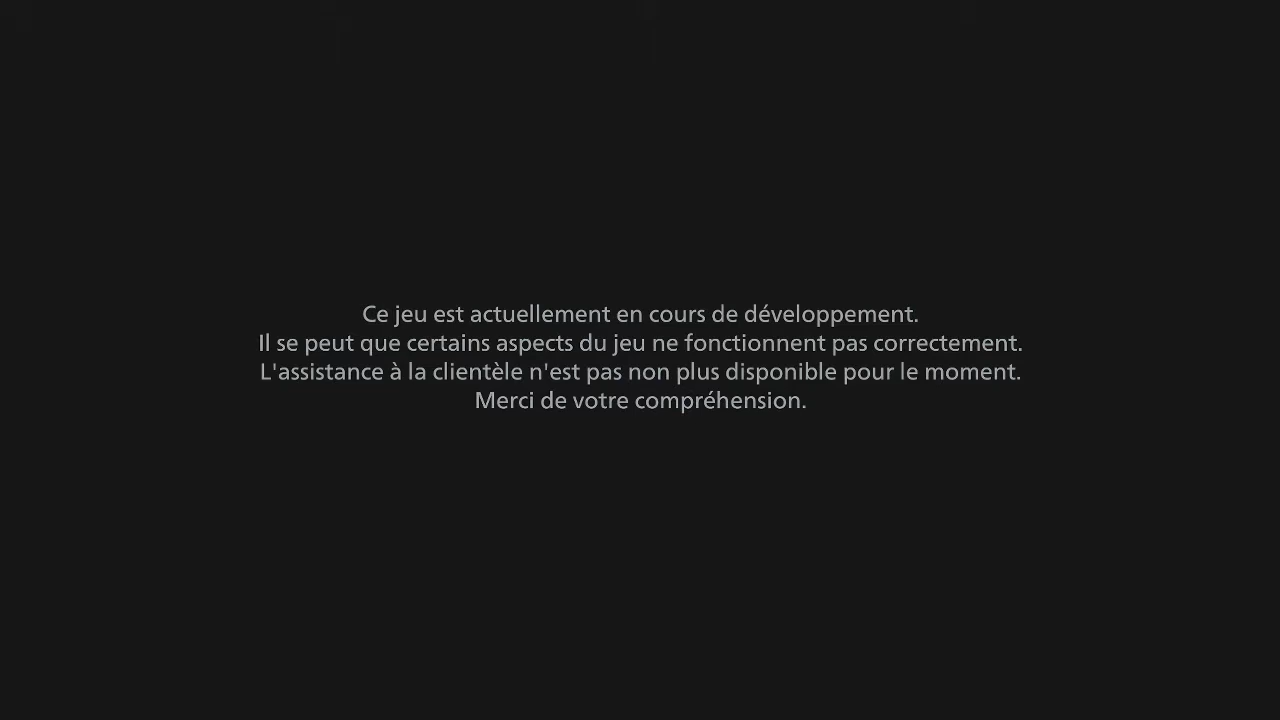 Ce jeu est actuellement en cours de développement.
Il se peut que certains aspects du jeu ne fonctionnent pas correctement.
L'assistance à la clientèle n'est pas non plus disponible pour le moment.
Merci de votre compréhension.